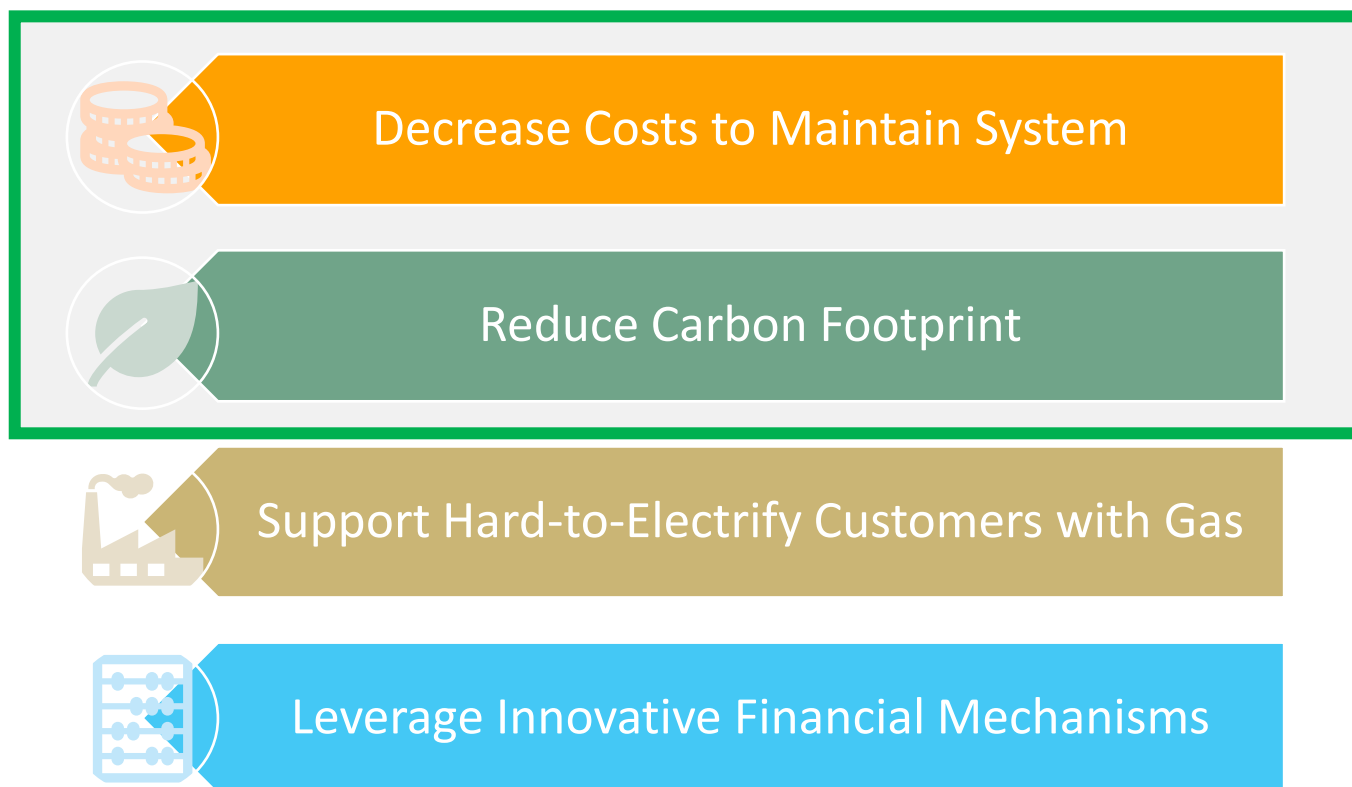 Decrease Costs to Maintain System
Reduce Carbon Footprint
Support Hard-to-Electrify Customers with Gas
Leverage Innovative Financial Mechanisms